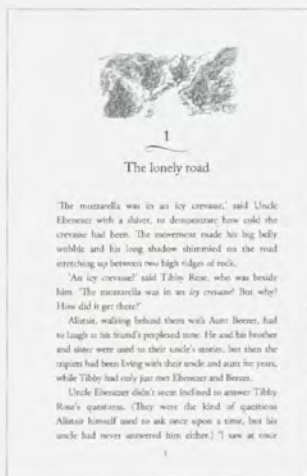 1
The lonely road
'The mozzarella was in an icy crevasse,' said Uncle
Ebenezer with a shiver, to demonstrate how cold the
crevasse had been. The movement made his big belly
wobble and his long shadow shimmied on the road
stretching up between two high ridges of rock.
'An icy crevasse?' said Tibby Rose, who was beside
him. 'The mozzarella was in an icy crevasse? But why?
How did it get there?'
Alistair, walking behind them with Aunt Beezer, had
to laugh at his friend's perplexed tone. He and his brother
and sister were used to their uncle's stories, but then the
triplets had been living with their uncle and aunt for years,
while Tibby had only just met Ebenezer and Beezer.
Uncle Ebenezer didn't seem inclined to answer Tibby
Rose's questions. (They were the kind of questions
Alistair himself used to ask once upon a time, but his
uncle had never answered him either.) 'I saw at once
1